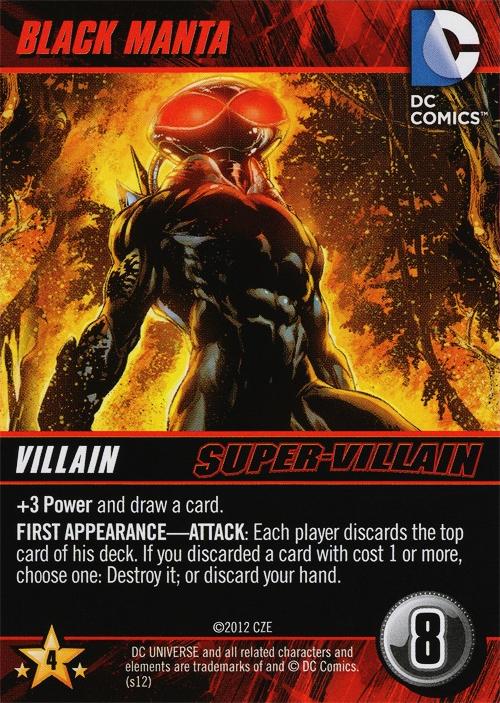 BLACK MANTA
DC
COMICS™
VILLAIN
SUPER-VILLAIN
+3 Power and draw a card.
FIRST APPEARANCE—ATTACK: Each player discards the top
card of his deck. If you discarded a card with cost 1 or more,
choose one: Destroy it; or discard your hand.
©2012 CZE
4
DC UNIVERSE and all related characters and
elements are trademarks of and © DC Comics.
(s12)
8